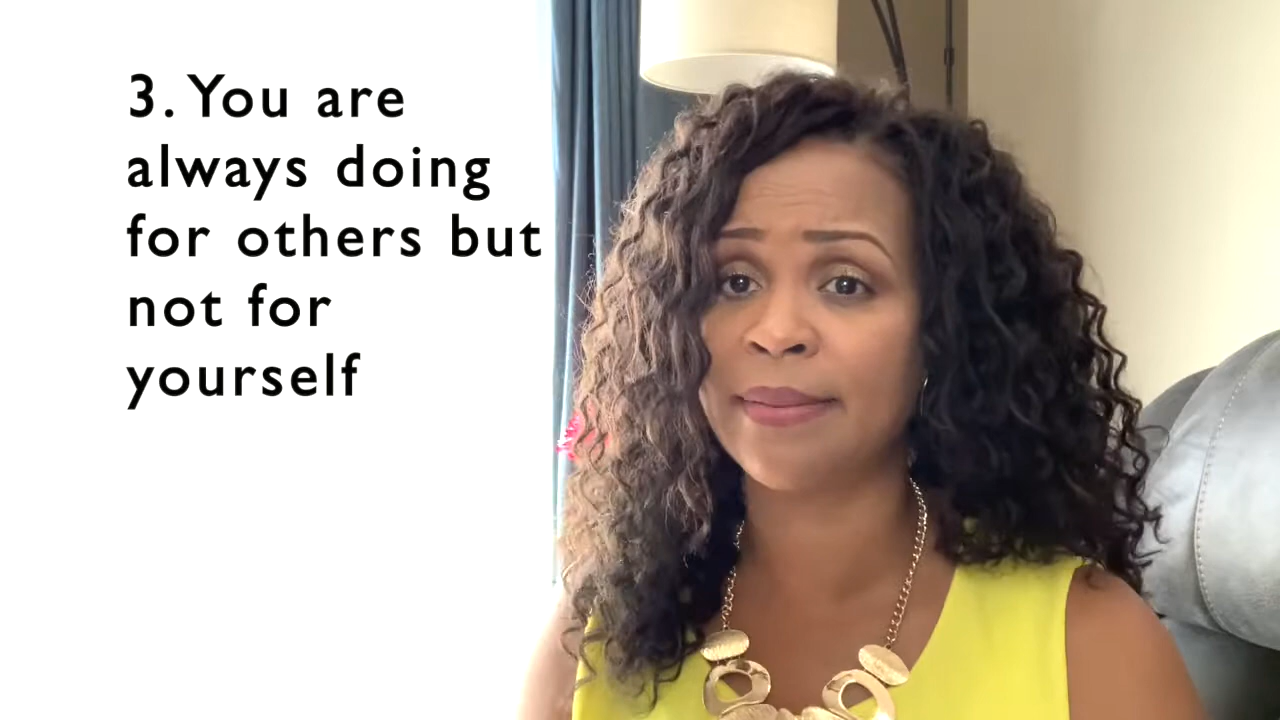 3. You are
always doing
for others but
not for
yourself